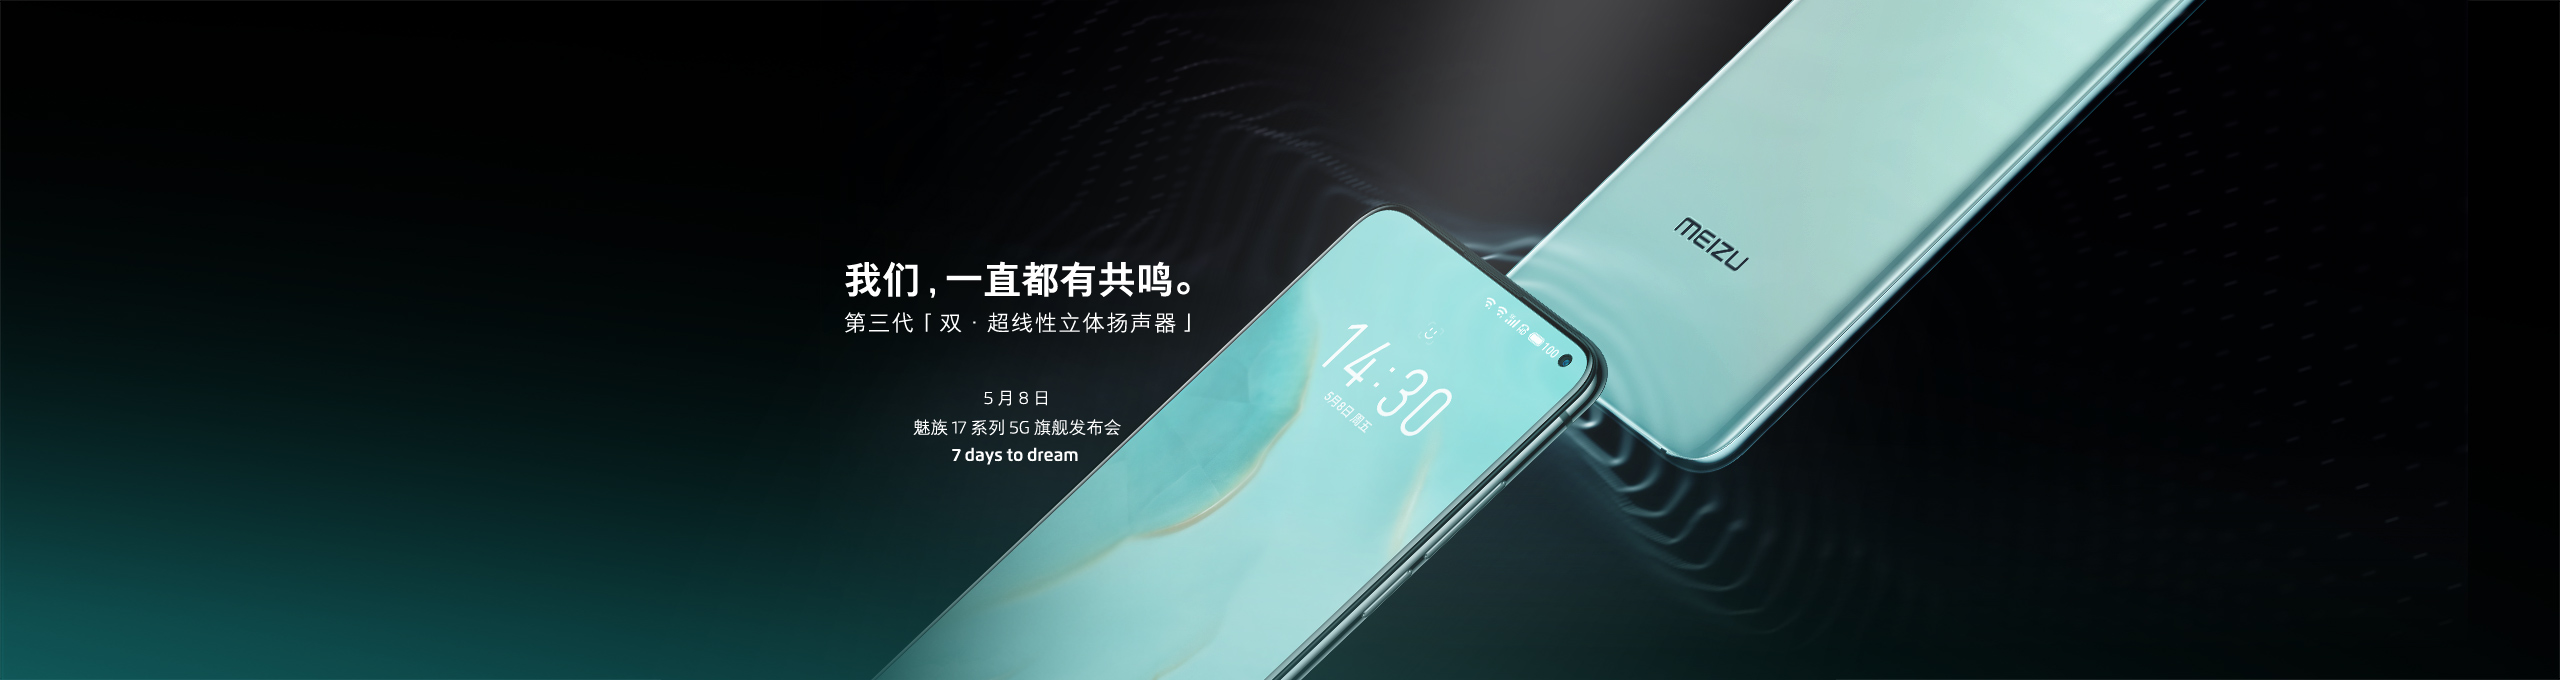 我们，一直都有共鸣。
第三代「双 · 超线性立体扬声器」
5 月 8 日
魅族 17 系列 5G 旗舰发布会
7 days to dream
MEIZU
100
14:30
5月8日 周五